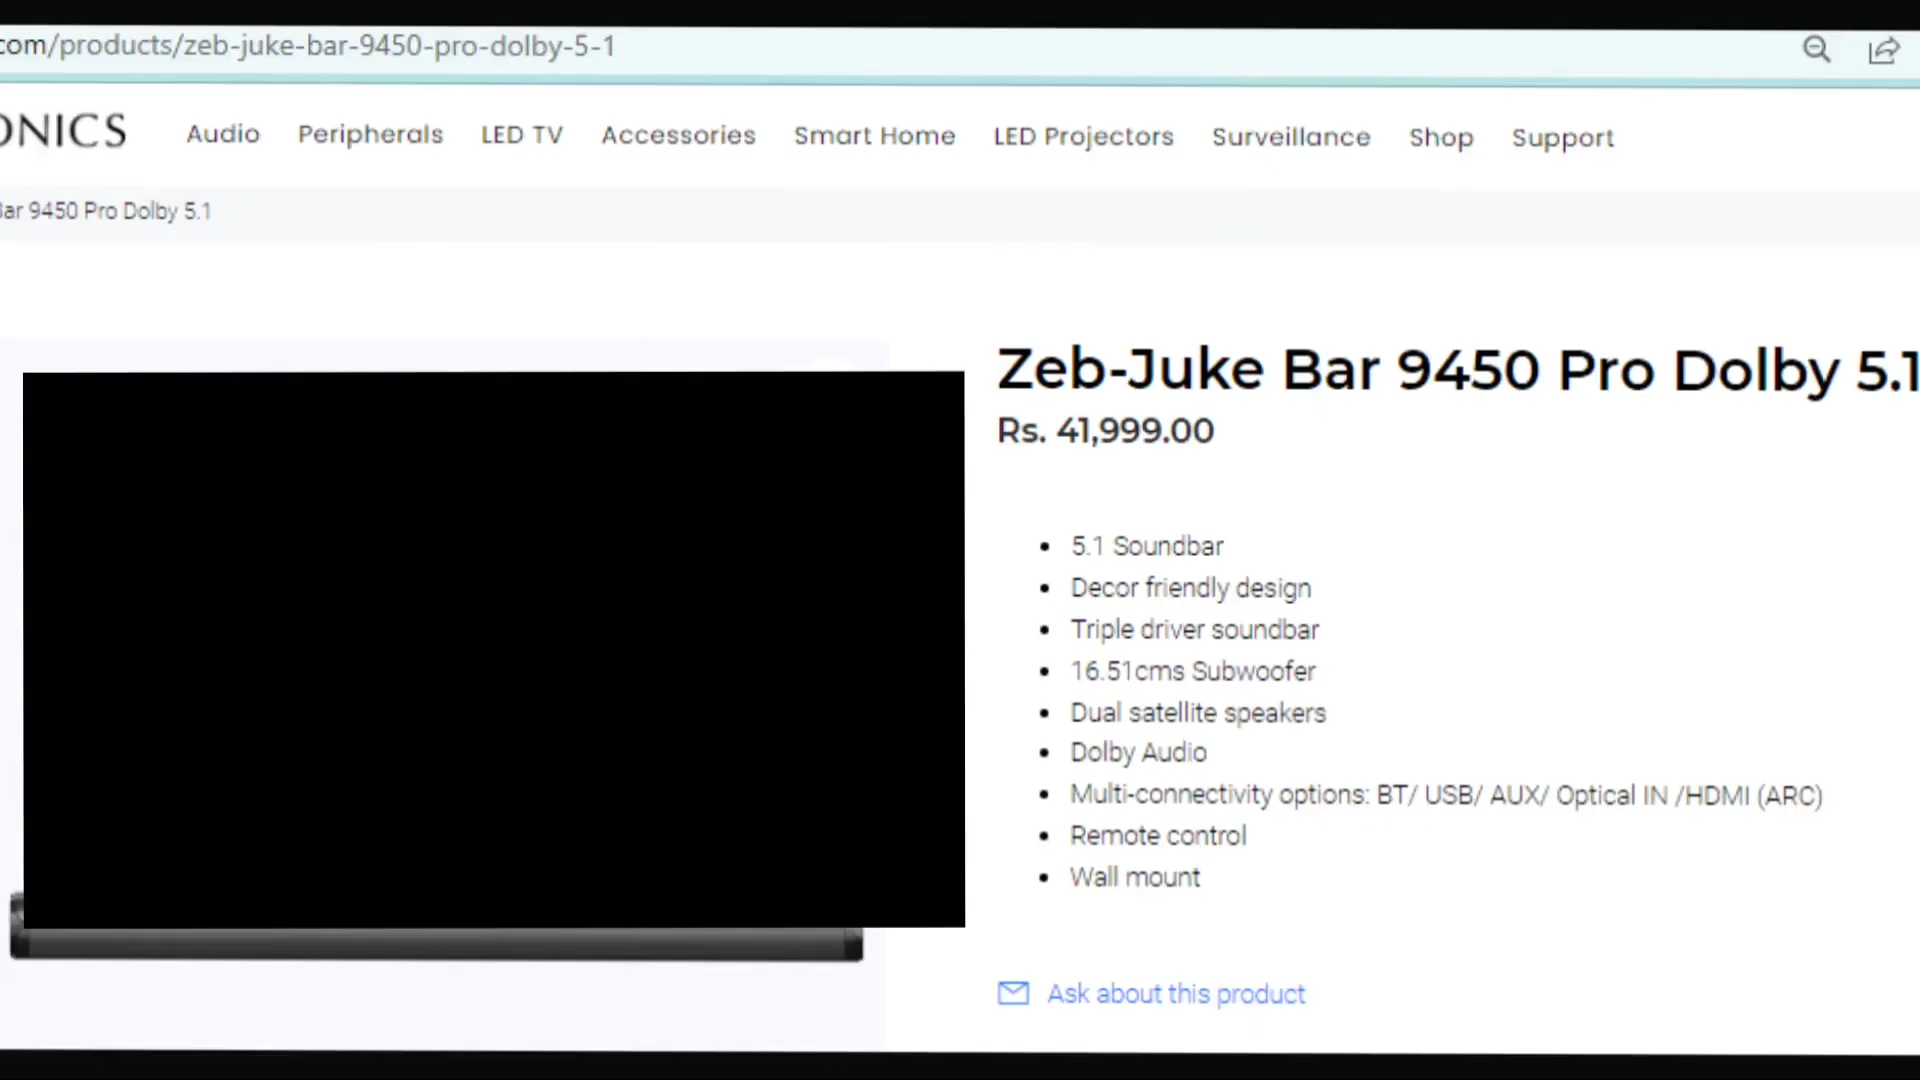 com/products/zeb-juke-bar-9450-pro-dolby-5-1
ONICS Audio Peripherals LED TV Accessories Smart Home LED Projectors Surveillance Shop Support
Bar 9450 Pro Dolby 5.1
Zeb-Juke Bar 9450 Pro Dolby 5.1
Rs. 41,999.00
• 5.1 Soundbar
• Decor friendly design
• Triple driver soundbar
• 16.51cms Subwoofer
• Dual satellite speakers
• Dolby Audio
• Multi-connectivity options: BT/ USB/ AUX/ Optical IN /HDMI (ARC)
• Remote control
• Wall mount
Ask about this product